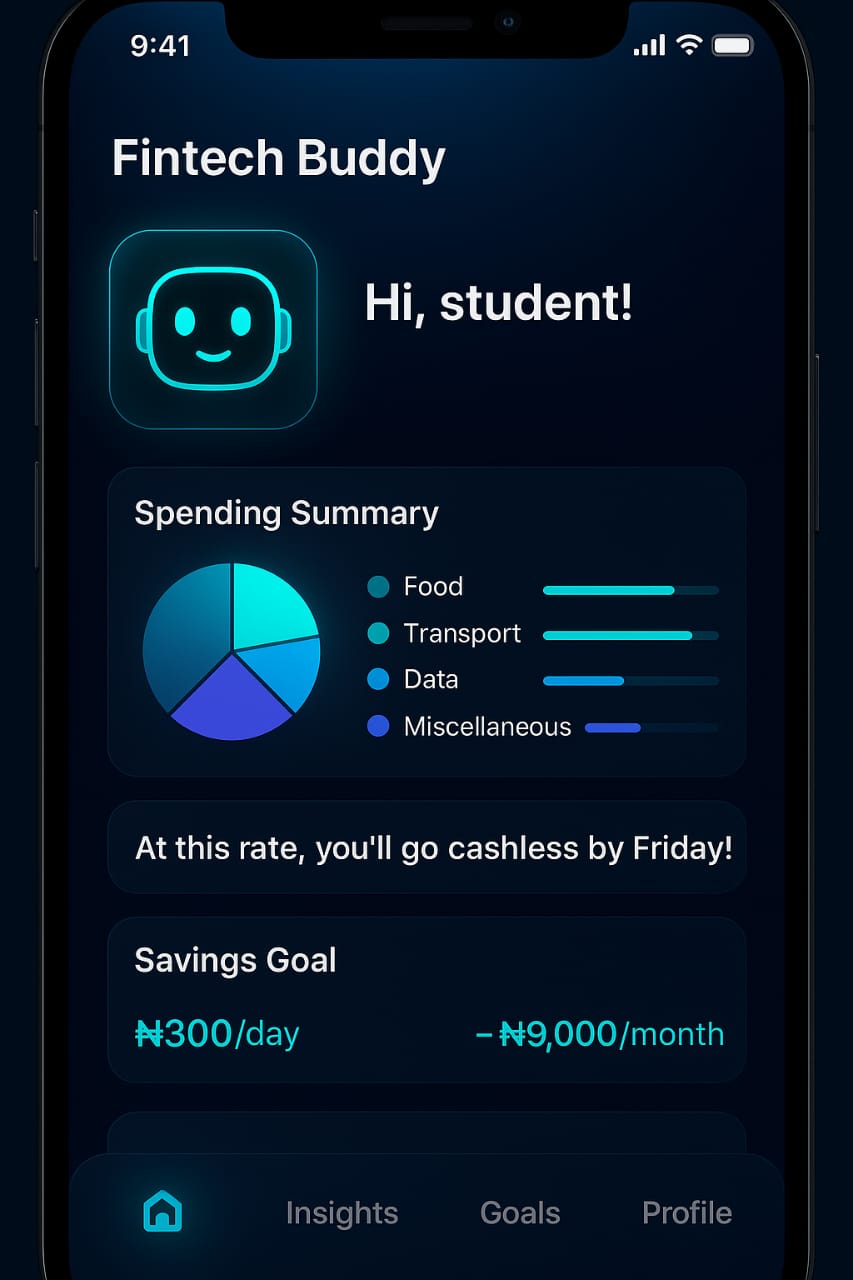 9:41
Fintech Buddy
Hi, student!
Spending Summary
Food
Transport
Data
Miscellaneous
At this rate, you'll go cashless by Friday!
Savings Goal
₦300/day
–₦9,000/month
Insights
Goals
Profile